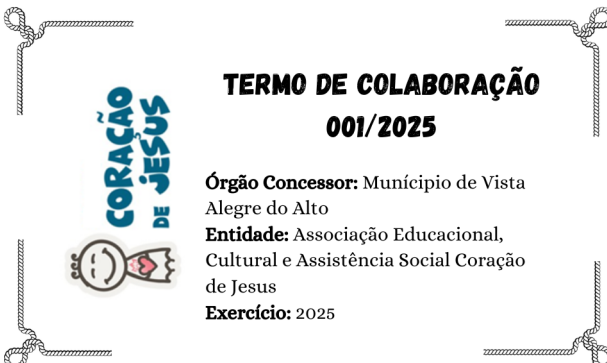 CORAÇÃO
DE JESUS
TERMO DE COLABORAÇÃO
001/2025
Órgão Concessor: Munícipio de Vista
Alegre do Alto
Entidade: Associação Educacional,
Cultural e Assistência Social Coração
de Jesus
Exercício: 2025